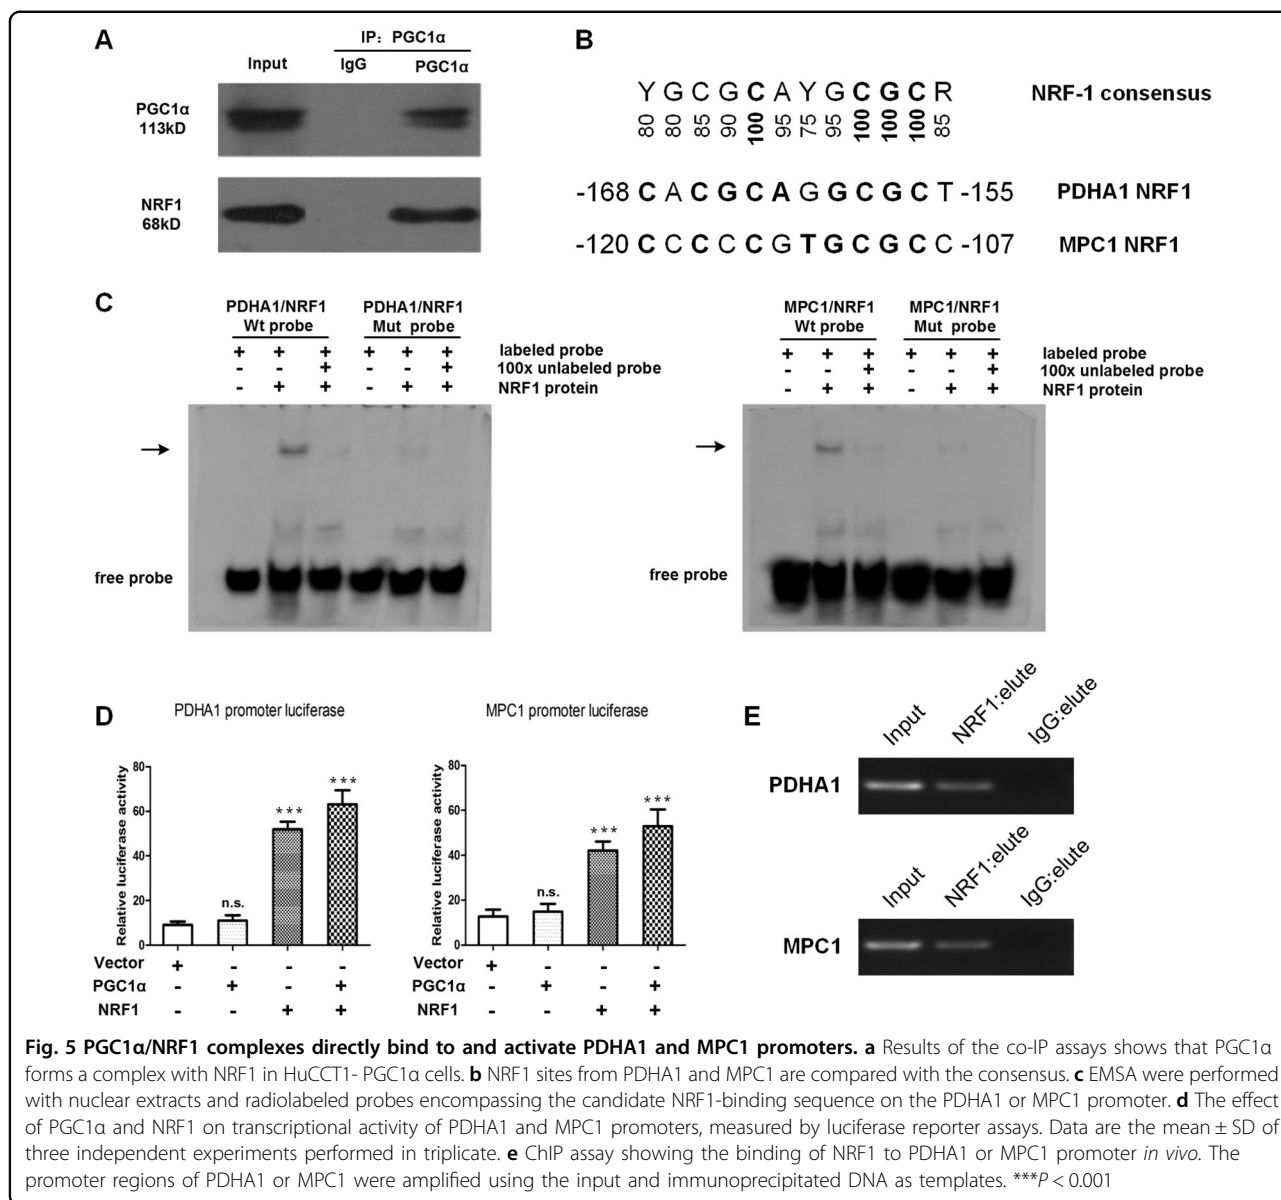 A
IP: PGC1α
Input IgG PGC1α
PGC1α
113kD
NRF1
68kD
B
Y G C G C A Y G C G C R NRF-1 consensus
80 80 85 90 100 95 75 95 100 100 100 85
-168 C A C G C A G G C G C T -155 PDHA1 NRF1
-120 C C C C C G T G C G C C -107 MPC1 NRF1
C
PDHA1/NRF1 PDHA1/NRF1
Wt probe Mut probe
+ + + + + + labeled probe
- - + - - + 100x unlabeled probe
- + + - + + NRF1 protein
free probe
MPC1/NRF1 MPC1/NRF1
Wt probe Mut probe
+ + + + + + labeled probe
- - + - - + 100x unlabeled probe
- + + - + + NRF1 protein
free probe
D
PDHA1 promoter luciferase
Relative luciferase activity
80
60
40
20
0
n.s.
***
***
Vector + - - -
PGC1α - + - +
NRF1 - - + +
MPC1 promoter luciferase
Relative luciferase activity
80
60
40
20
0
n.s.
***
***
Vector + - - -
PGC1α - + - +
NRF1 - - + +
E
Input NRF1:elute IgG:elute
PDHA1
Input NRF1:elute IgG:elute
MPC1
Fig. 5 PGC1α/NRF1 complexes directly bind to and activate PDHA1 and MPC1 promoters. a Results of the co-IP assays shows that PGC1α
forms a complex with NRF1 in HuCCT1- PGC1α cells. b NRF1 sites from PDHA1 and MPC1 are compared with the consensus. c EMSA were performed
with nuclear extracts and radiolabeled probes encompassing the candidate NRF1-binding sequence on the PDHA1 or MPC1 promoter. d The effect
of PGC1α and NRF1 on transcriptional activity of PDHA1 and MPC1 promoters, measured by luciferase reporter assays. Data are the mean ± SD of
three independent experiments performed in triplicate. e ChIP assay showing the binding of NRF1 to PDHA1 or MPC1 promoter in vivo. The
promoter regions of PDHA1 or MPC1 were amplified using the input and immunoprecipitated DNA as templates. ***P < 0.001